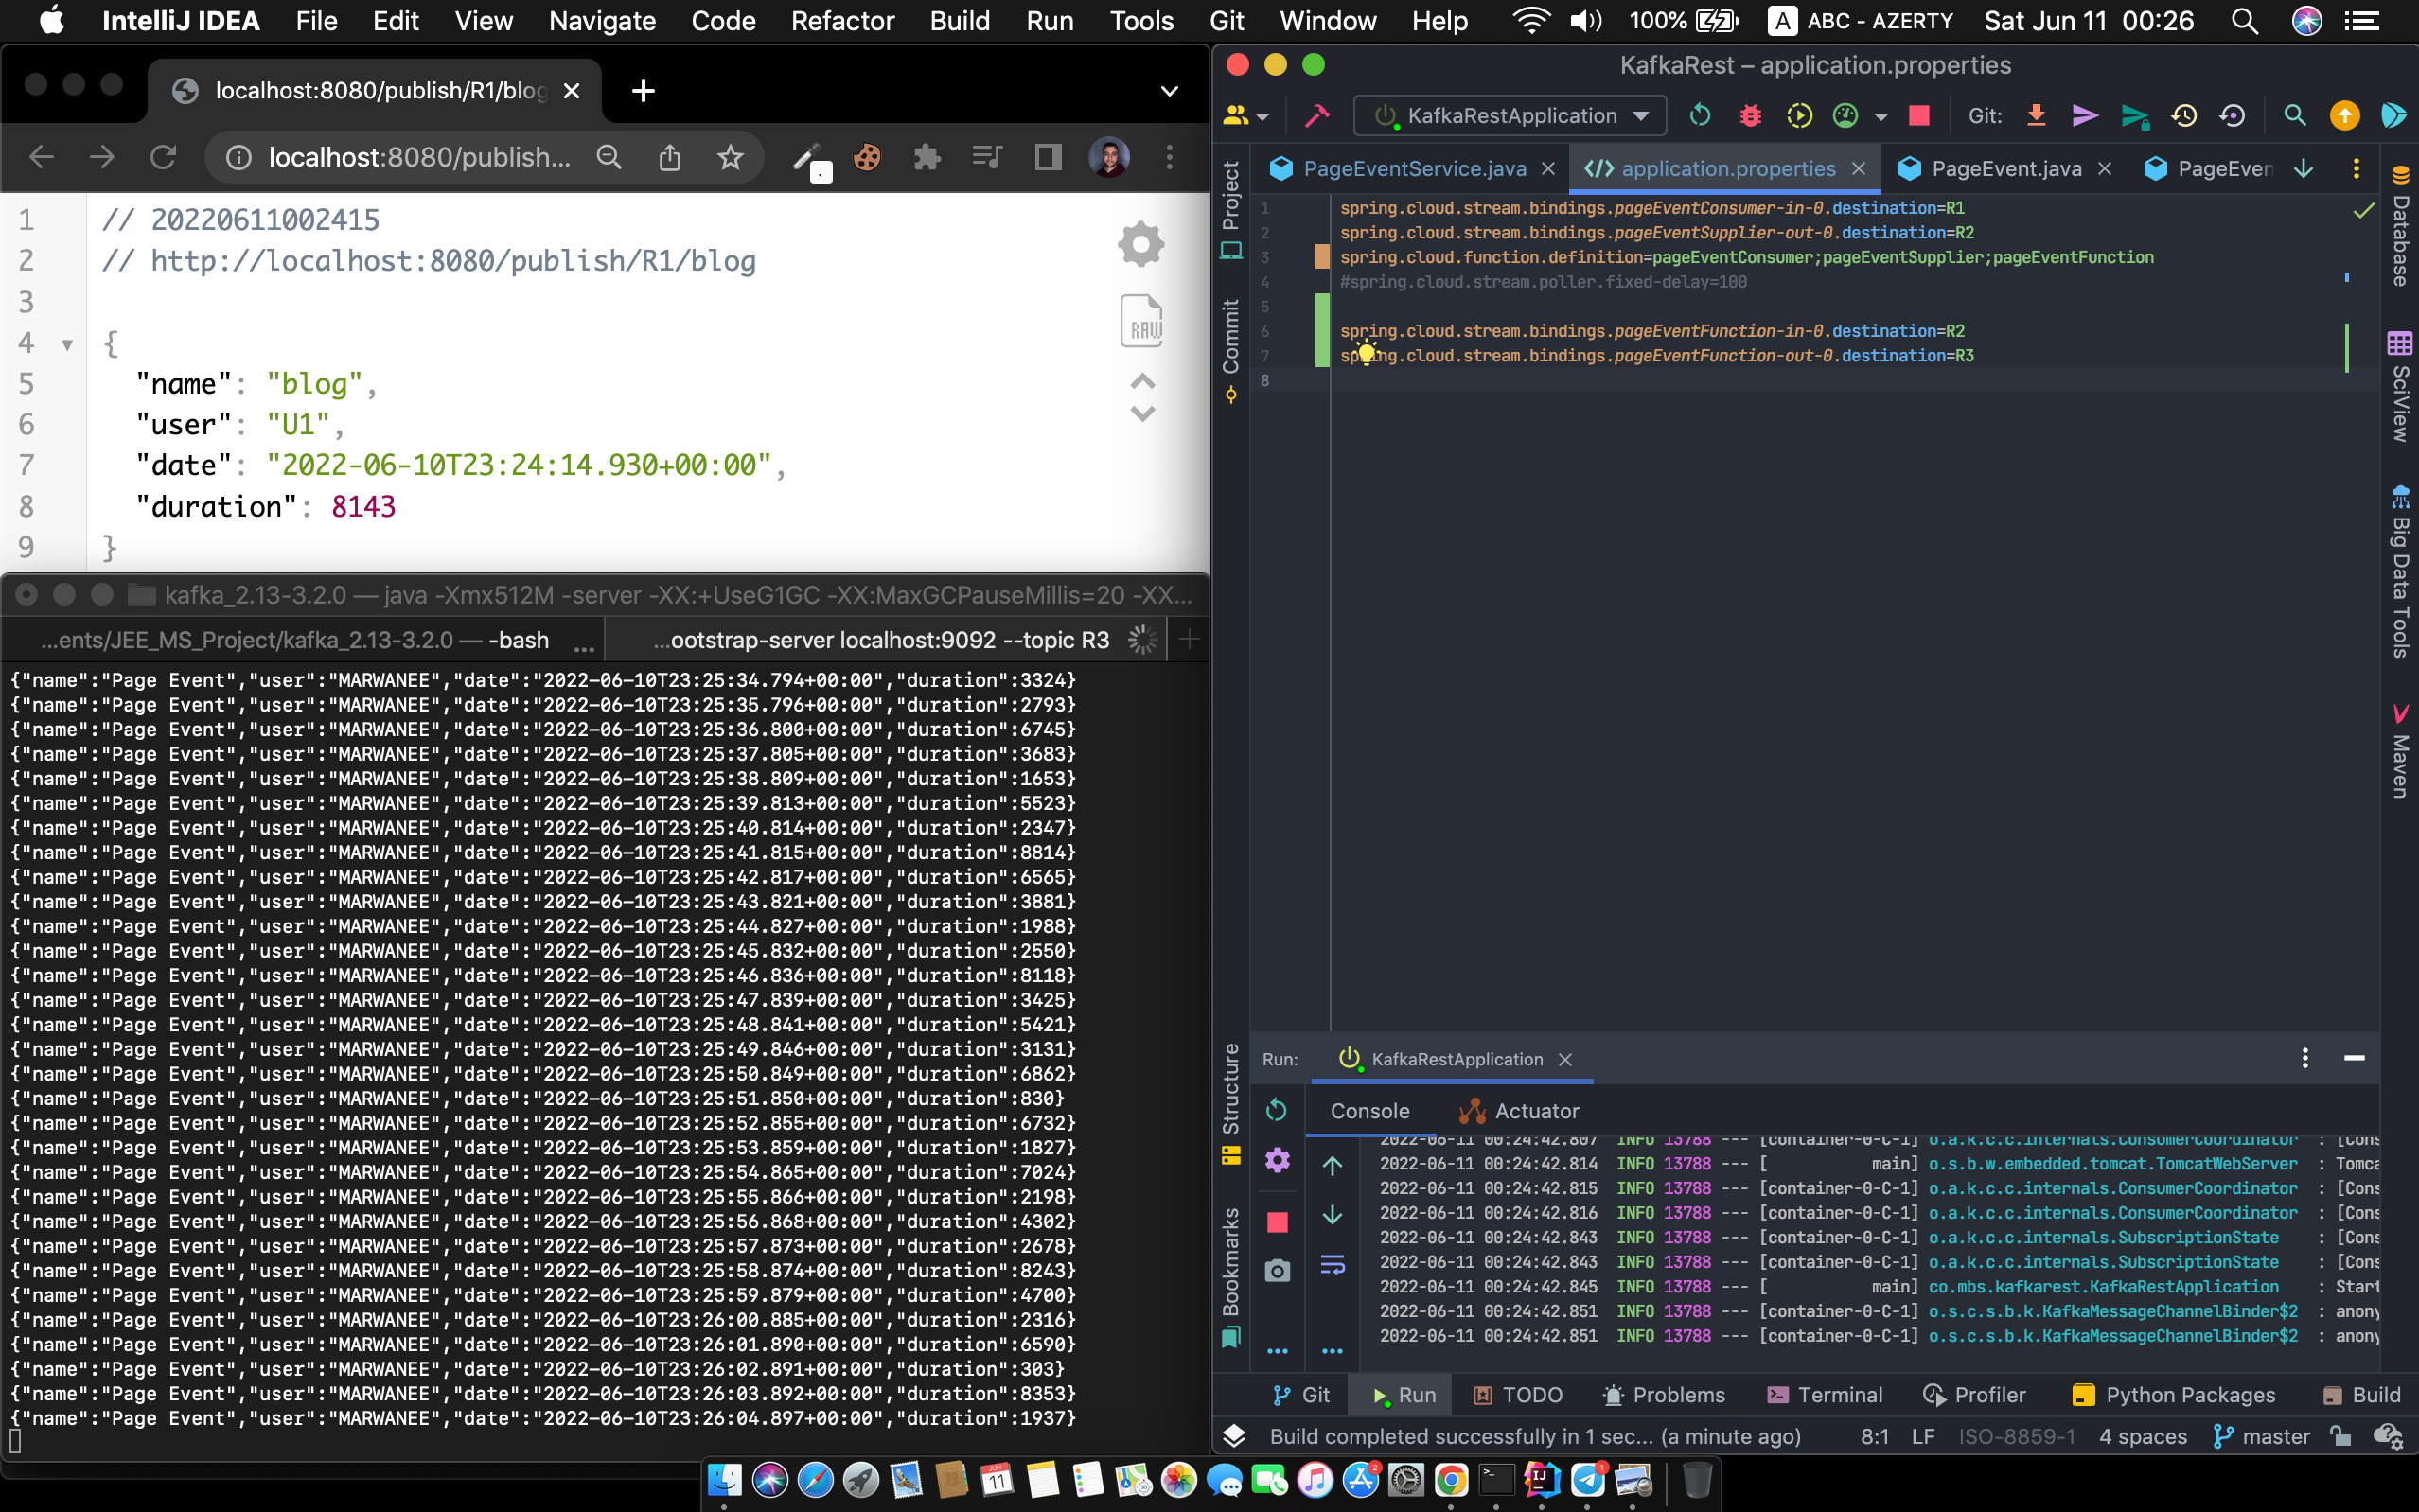 IntelliJ IDEA File Edit View Navigate Code Refactor Build Run Tools Git Window Help 100% A ABC - AZERTY Sat Jun 11 00:26
localhost:8080/publish/R1/blog
localhost:8080/publish...
1 // 20220611002415
2 // http://localhost:8080/publish/R1/blog
3
4 {
5 "name": "blog",
6 "user": "U1",
7 "date": "2022-06-10T23:24:14.930+00:00",
8 "duration": 8143
9 }
RAW
kafka_2.13-3.2.0 — java -Xmx512M -server -XX:+UseG1GC -XX:MaxGCPauseMillis=20 -XX...
...ents/JEE_MS_Project/kafka_2.13-3.2.0 — -bash ...
...ootstrap-server localhost:9092 --topic R3
{"name":"Page Event","user":"MARWANEE","date":"2022-06-10T23:25:34.794+00:00","duration":3324}
{"name":"Page Event","user":"MARWANEE","date":"2022-06-10T23:25:35.796+00:00","duration":2793}
{"name":"Page Event","user":"MARWANEE","date":"2022-06-10T23:25:36.800+00:00","duration":6745}
{"name":"Page Event","user":"MARWANEE","date":"2022-06-10T23:25:37.805+00:00","duration":3683}
{"name":"Page Event","user":"MARWANEE","date":"2022-06-10T23:25:38.809+00:00","duration":1653}
{"name":"Page Event","user":"MARWANEE","date":"2022-06-10T23:25:39.813+00:00","duration":5523}
{"name":"Page Event","user":"MARWANEE","date":"2022-06-10T23:25:40.814+00:00","duration":2347}
{"name":"Page Event","user":"MARWANEE","date":"2022-06-10T23:25:41.815+00:00","duration":8814}
{"name":"Page Event","user":"MARWANEE","date":"2022-06-10T23:25:42.817+00:00","duration":6565}
{"name":"Page Event","user":"MARWANEE","date":"2022-06-10T23:25:43.821+00:00","duration":3881}
{"name":"Page Event","user":"MARWANEE","date":"2022-06-10T23:25:44.827+00:00","duration":1988}
{"name":"Page Event","user":"MARWANEE","date":"2022-06-10T23:25:45.832+00:00","duration":2550}
{"name":"Page Event","user":"MARWANEE","date":"2022-06-10T23:25:46.836+00:00","duration":8118}
{"name":"Page Event","user":"MARWANEE","date":"2022-06-10T23:25:47.839+00:00","duration":3425}
{"name":"Page Event","user":"MARWANEE","date":"2022-06-10T23:25:48.841+00:00","duration":5421}
{"name":"Page Event","user":"MARWANEE","date":"2022-06-10T23:25:49.846+00:00","duration":3131}
{"name":"Page Event","user":"MARWANEE","date":"2022-06-10T23:25:50.849+00:00","duration":6862}
{"name":"Page Event","user":"MARWANEE","date":"2022-06-10T23:25:51.850+00:00","duration":830}
{"name":"Page Event","user":"MARWANEE","date":"2022-06-10T23:25:52.855+00:00","duration":6732}
{"name":"Page Event","user":"MARWANEE","date":"2022-06-10T23:25:53.859+00:00","duration":1827}
{"name":"Page Event","user":"MARWANEE","date":"2022-06-10T23:25:54.865+00:00","duration":7024}
{"name":"Page Event","user":"MARWANEE","date":"2022-06-10T23:25:55.866+00:00","duration":2198}
{"name":"Page Event","user":"MARWANEE","date":"2022-06-10T23:25:56.868+00:00","duration":4302}
{"name":"Page Event","user":"MARWANEE","date":"2022-06-10T23:25:57.873+00:00","duration":2678}
{"name":"Page Event","user":"MARWANEE","date":"2022-06-10T23:25:58.874+00:00","duration":8243}
{"name":"Page Event","user":"MARWANEE","date":"2022-06-10T23:25:59.879+00:00","duration":4700}
{"name":"Page Event","user":"MARWANEE","date":"2022-06-10T23:26:00.885+00:00","duration":2316}
{"name":"Page Event","user":"MARWANEE","date":"2022-06-10T23:26:01.890+00:00","duration":6590}
{"name":"Page Event","user":"MARWANEE","date":"2022-06-10T23:26:02.891+00:00","duration":303}
{"name":"Page Event","user":"MARWANEE","date":"2022-06-10T23:26:03.892+00:00","duration":8353}
{"name":"Page Event","user":"MARWANEE","date":"2022-06-10T23:26:04.897+00:00","duration":1937}
KafkaRest – application.properties
KafkaRestApplication Git:
PageEventService.java application.properties PageEvent.java PageEven
Project
Commit
Structure
Bookmarks
1 spring.cloud.stream.bindings.pageEventConsumer-in-0.destination=R1
2 spring.cloud.stream.bindings.pageEventSupplier-out-0.destination=R2
3 spring.cloud.function.definition=pageEventConsumer;pageEventSupplier;pageEventFunction
4 #spring.cloud.stream.poller.fixed-delay=100
5
6 spring.cloud.stream.bindings.pageEventFunction-in-0.destination=R2
7 spring.cloud.stream.bindings.pageEventFunction-out-0.destination=R3
8
Database
SciView
Big Data Tools
Maven
Run: KafkaRestApplication
Console Actuator
2022-06-11 00:24:42.807 INFO 13788 --- [container-0-C-1] o.a.k.c.c.internals.ConsumerCoordinator : [Cons
2022-06-11 00:24:42.814 INFO 13788 --- [ main] o.s.b.w.embedded.tomcat.TomcatWebServer : Tomca
2022-06-11 00:24:42.815 INFO 13788 --- [container-0-C-1] o.a.k.c.c.internals.ConsumerCoordinator : [Cons
2022-06-11 00:24:42.816 INFO 13788 --- [container-0-C-1] o.a.k.c.c.internals.ConsumerCoordinator : [Cons
2022-06-11 00:24:42.843 INFO 13788 --- [container-0-C-1] o.a.k.c.c.internals.SubscriptionState : [Cons
2022-06-11 00:24:42.843 INFO 13788 --- [container-0-C-1] o.a.k.c.c.internals.SubscriptionState : [Cons
2022-06-11 00:24:42.845 INFO 13788 --- [ main] co.mbs.kafkarest.KafkaRestApplication : Start
2022-06-11 00:24:42.851 INFO 13788 --- [container-0-C-1] o.s.c.s.b.k.KafkaMessageChannelBinder$2 : anony
2022-06-11 00:24:42.851 INFO 13788 --- [container-0-C-1] o.s.c.s.b.k.KafkaMessageChannelBinder$2 : anony
Git Run TODO Problems Terminal Profiler Python Packages Build
Build completed successfully in 1 sec... (a minute ago) 8:1 LF ISO-8859-1 4 spaces master
JUN 11
2
IJ
1